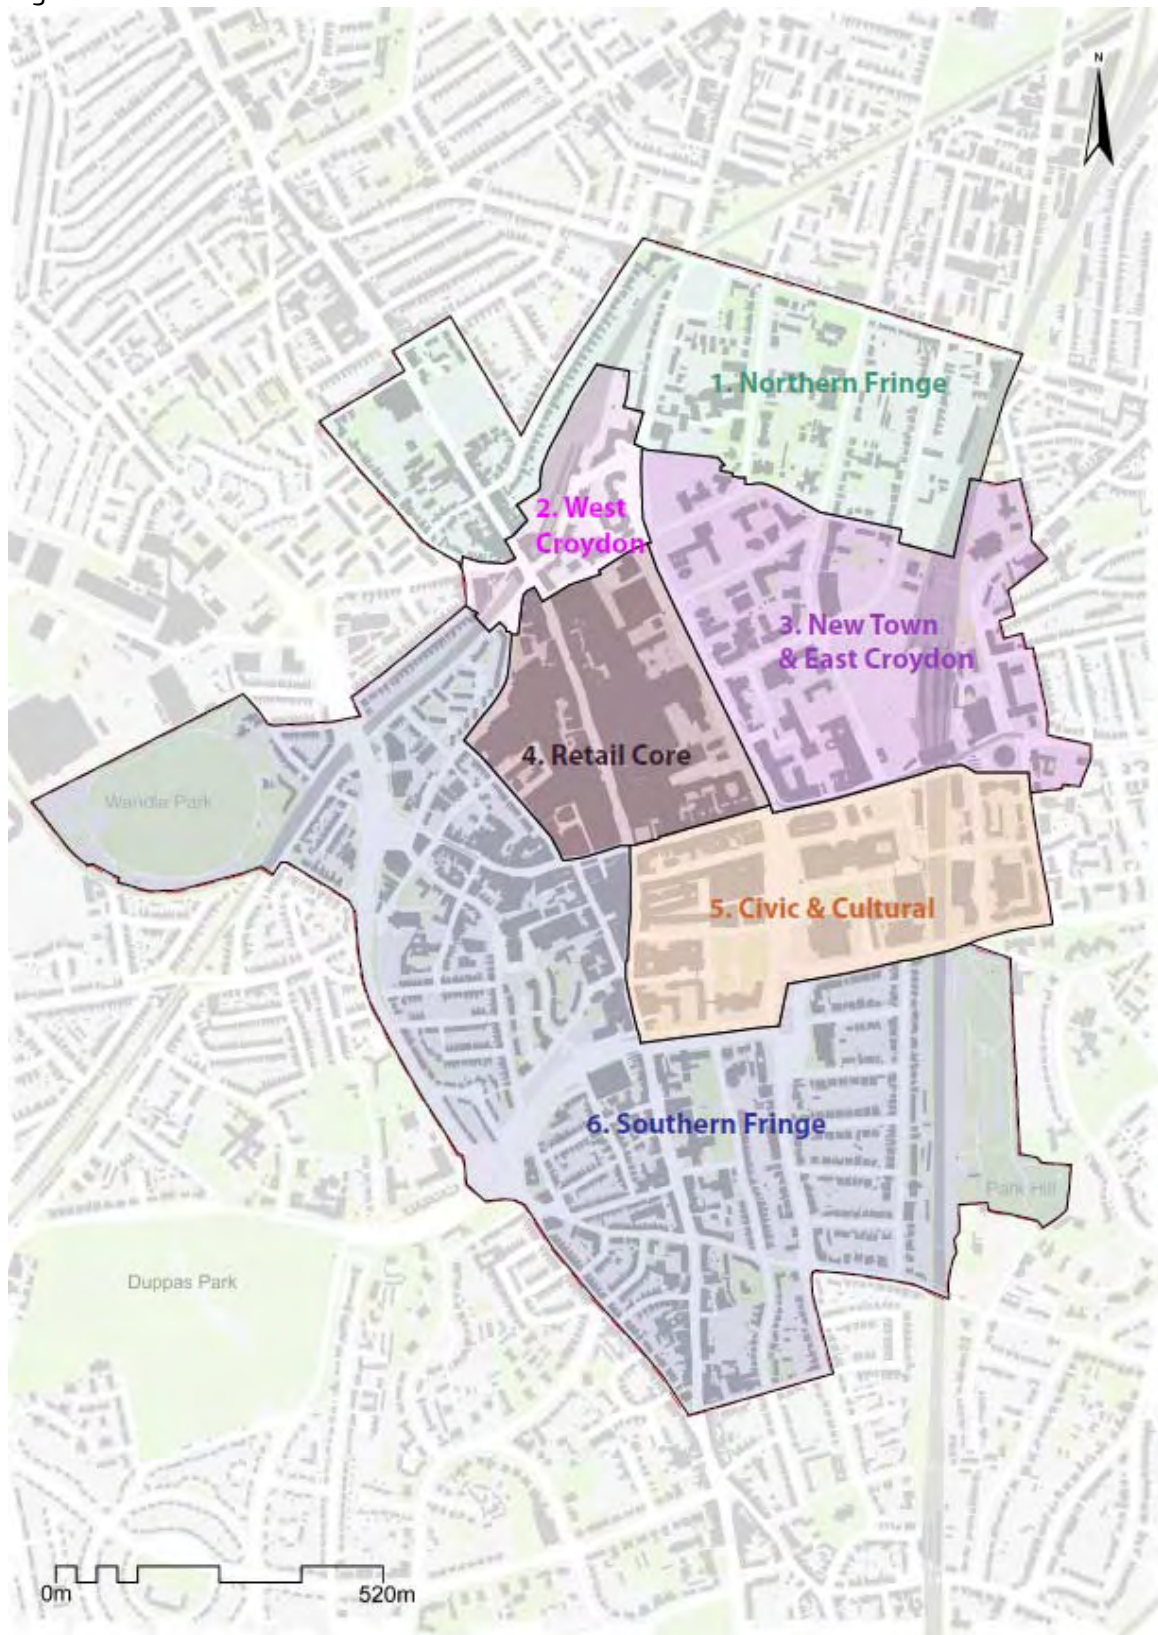 N
1. Northern Fringe
2. West
Croydon
3. New Town
& East Croydon
4. Retail Core
Wandle Park
5. Civic & Cultural
6. Southern Fringe
Park Hill
Duppas Park
0m 520m